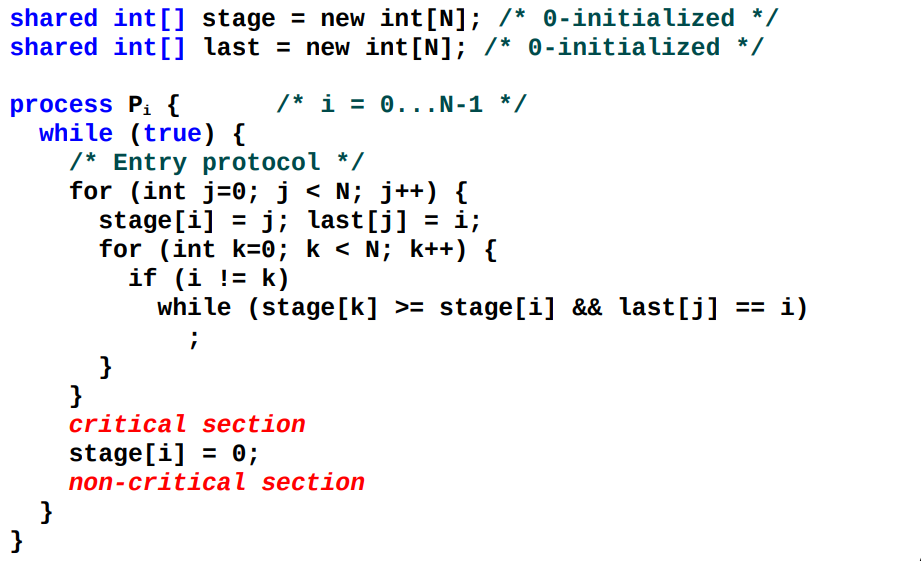 shared int[] stage = new int[N]; /* 0-initialized */
shared int[] last = new int[N]; /* 0-initialized */
process Pi { /* i = 0...N-1 */
while (true) {
/* Entry protocol */
for (int j=0; j < N; j++) {
stage[i] = j; last[j] = i;
for (int k=0; k < N; k++) {
if (i != k)
while (stage[k] >= stage[i] && last[j] == i)
;
}
}
critical section
stage[i] = 0;
non-critical section
}
}